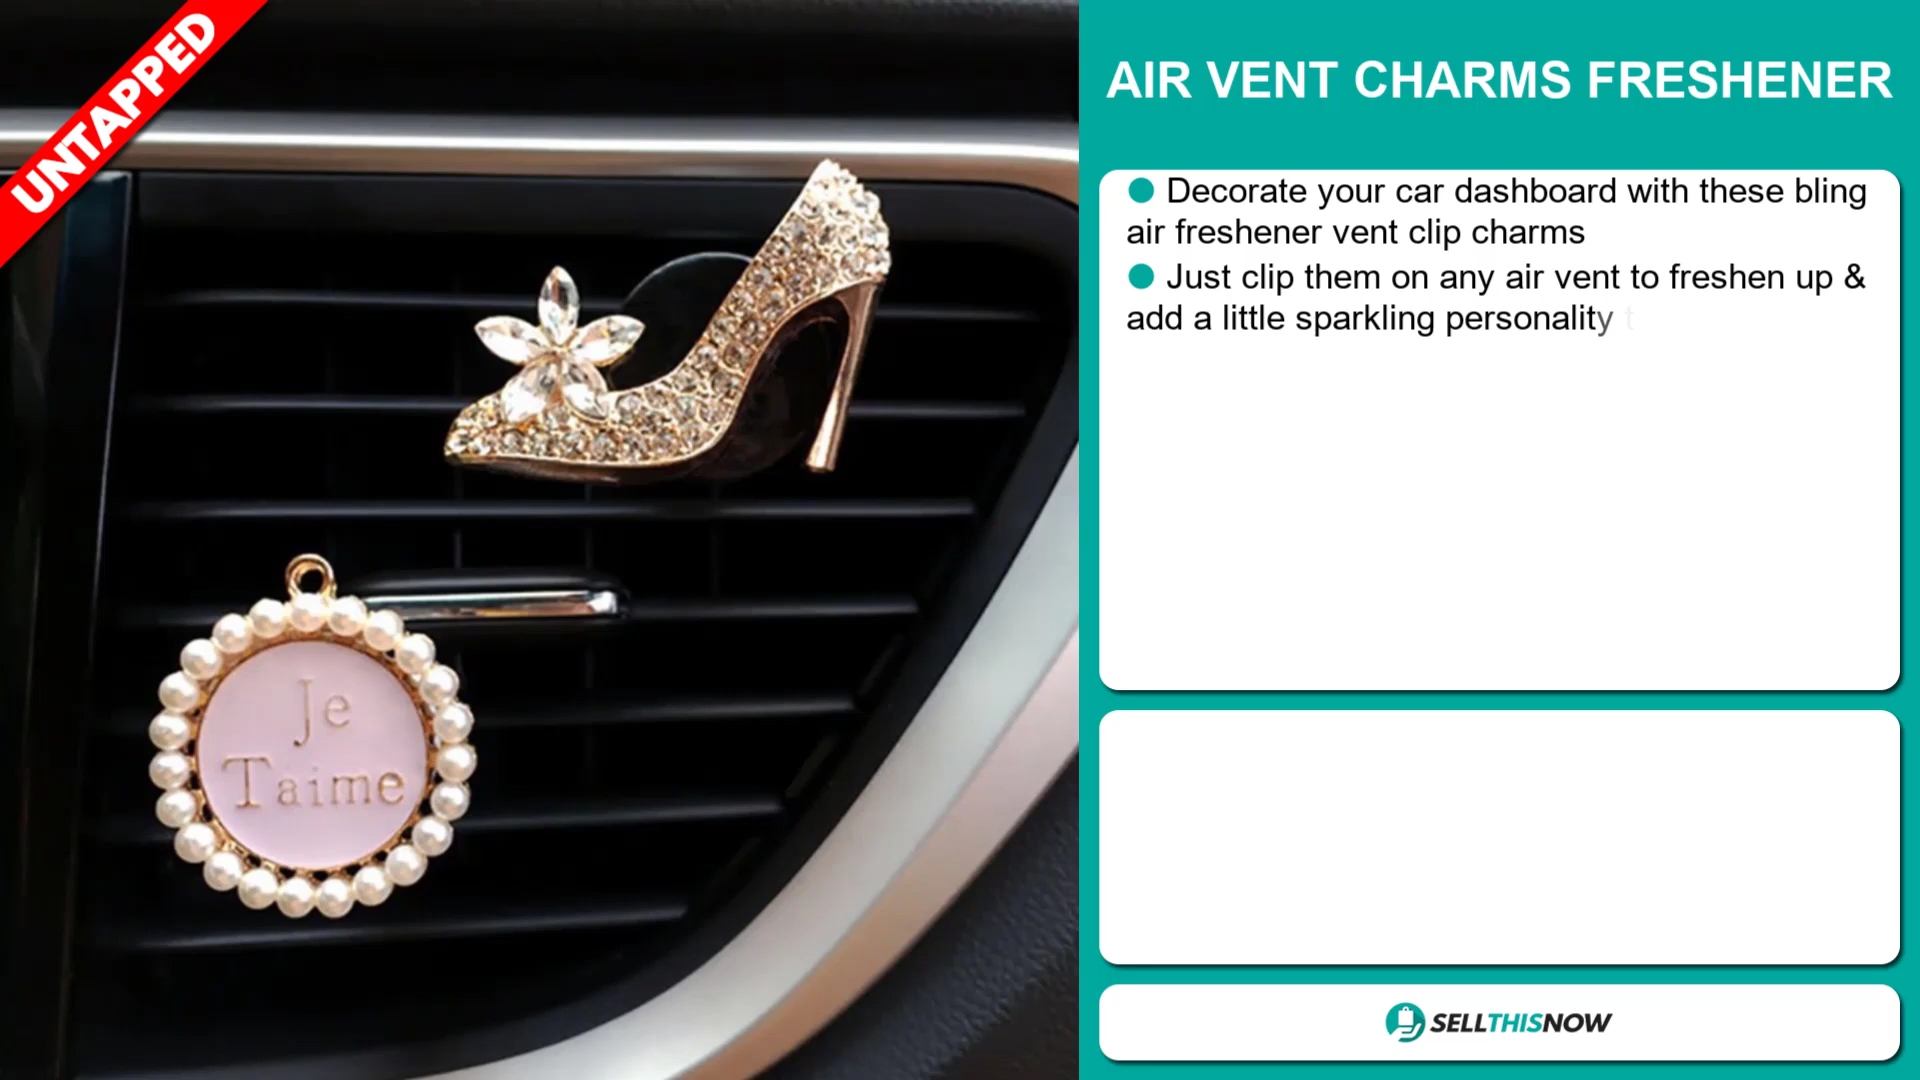 UNTAPPED
AIR VENT CHARMS FRESHENER
● Decorate your car dashboard with these bling
air freshener vent clip charms
● Just clip them on any air vent to freshen up &
add a little sparkling personality t
Je
Taime
SELLTHISNOW